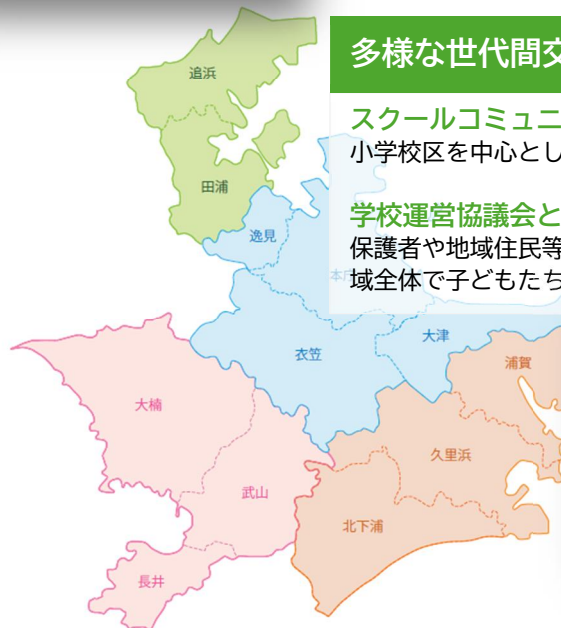 多様な世代間交
スクールコミュニ
小学校区を中心とし
学校運営協議会と
保護者や地域住民等
域全体で子どもたち
追浜
田浦
逸見
大津
衣笠
浦賀
大楠
久里浜
武山
北下浦
長井